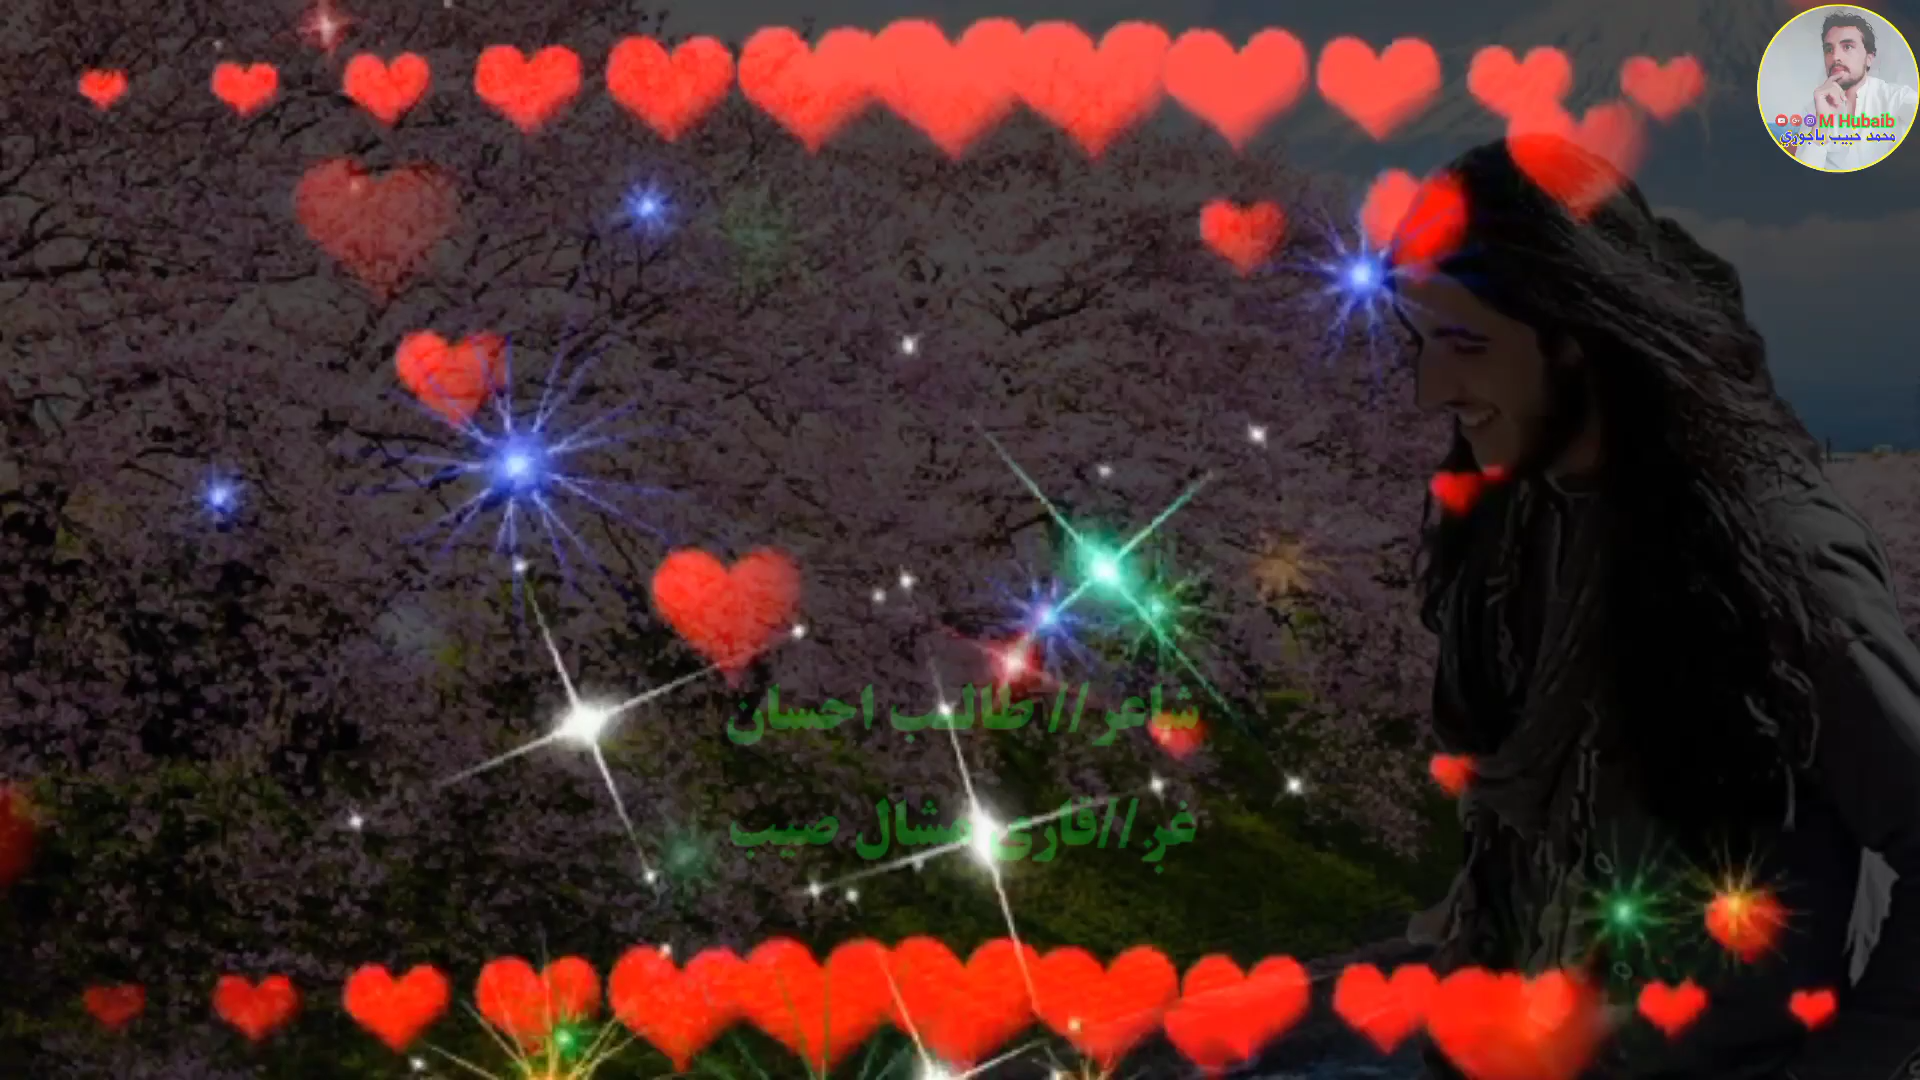 M Hubaib
محمد حبیب باجوړي
شاعر // طالب احسان
غږ//قاری مشال صیب